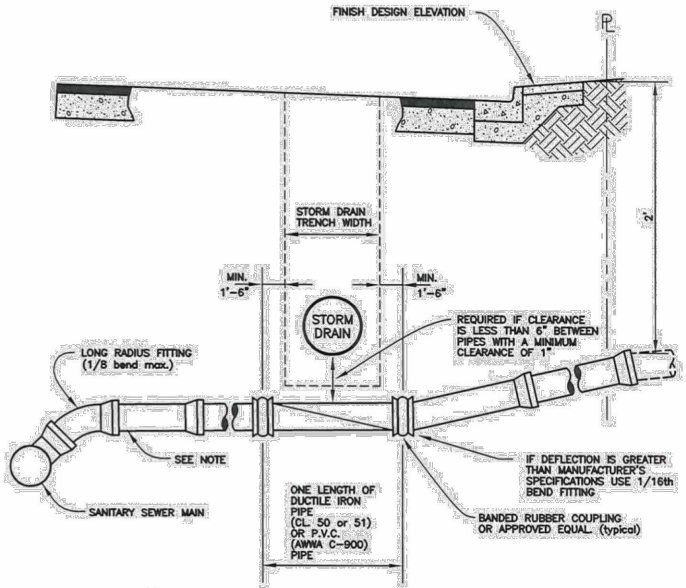 FINISH DESIGN ELEVATION
PL
STORM DRAIN
TRENCH WIDTH
2'
MIN.
1'-6"
MIN.
1'-6"
STORM
DRAIN
REQUIRED IF CLEARANCE
IS LESS THAN 6" BETWEEN
PIPES WITH A MINIMUM
CLEARANCE OF 1"
LONG RADIUS FITTING
(1/8 bend max.)
SEE NOTE
SANITARY SEWER MAIN
IF DEFLECTION IS GREATER
THAN MANUFACTURER'S
SPECIFICATIONS USE 1/16th
BEND FITTING
ONE LENGTH OF
DUCTILE IRON
PIPE
(CL. 50 or 51)
OR P.V.C.
(AWWA C-900)
PIPE
BANDED RUBBER COUPLING
OR APPROVED EQUAL. (typical)